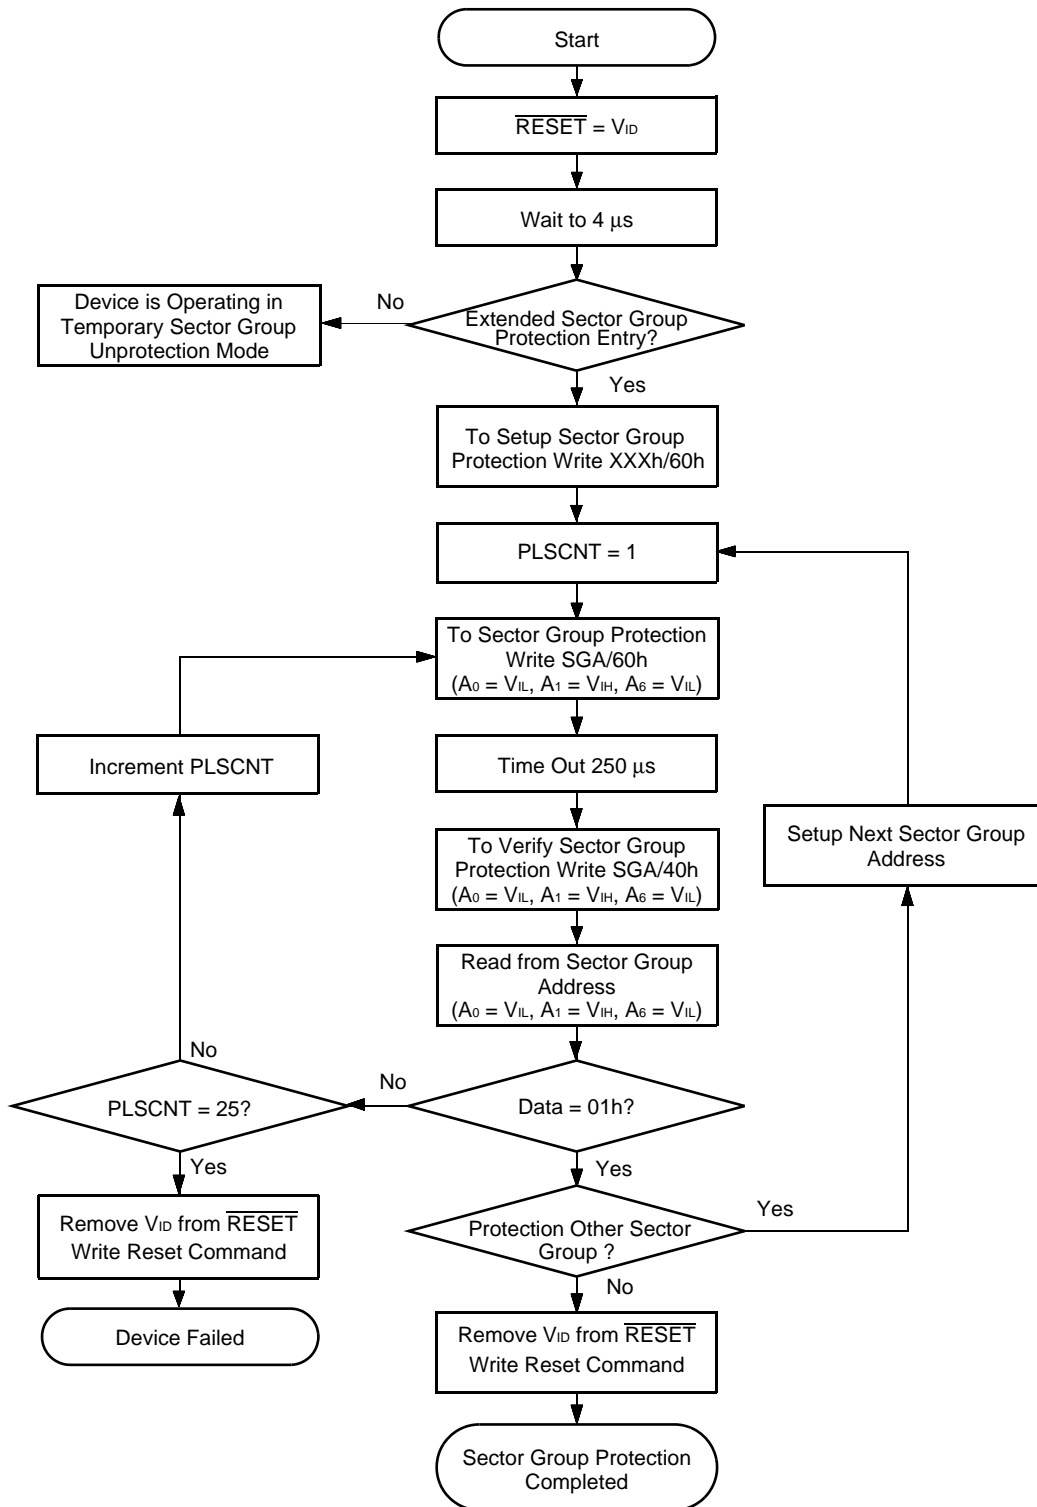 Start
RESET = VID
Wait to 4 μs
Device is Operating in
Temporary Sector Group
Unprotection Mode
No
Extended Sector Group
Protection Entry?
Yes
To Setup Sector Group
Protection Write XXXh/60h
PLSCNT = 1
To Sector Group Protection
Write SGA/60h
(A0 = VIL, A1 = VIH, A6 = VIL)
Increment PLSCNT
Time Out 250 μs
Setup Next Sector Group
Address
To Verify Sector Group
Protection Write SGA/40h
(A0 = VIL, A1 = VIH, A6 = VIL)
Read from Sector Group
Address
(A0 = VIL, A1 = VIH, A6 = VIL)
No
PLSCNT = 25?
No
Data = 01h?
Yes
Yes
Remove VID from RESET
Write Reset Command
Protection Other Sector
Group ?
Yes
No
Device Failed
Remove VID from RESET
Write Reset Command
Sector Group Protection
Completed